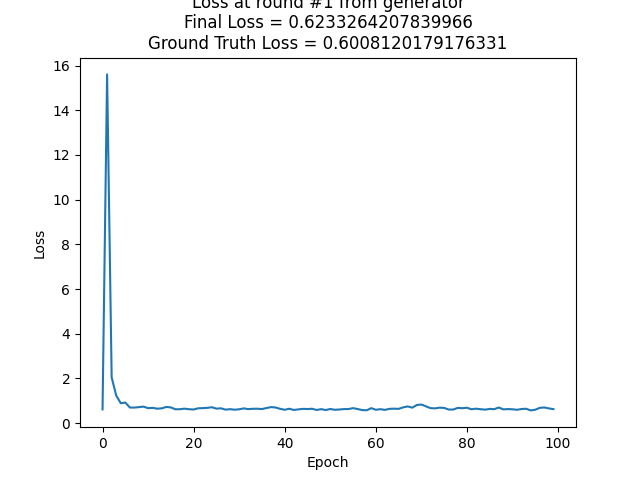 Loss at round #1 from generator
Final Loss = 0.6233264207839966
Ground Truth Loss = 0.6008120179176331
16
14
12
10
8
6
4
2
0
Loss
0 20 40 60 80 100
Epoch